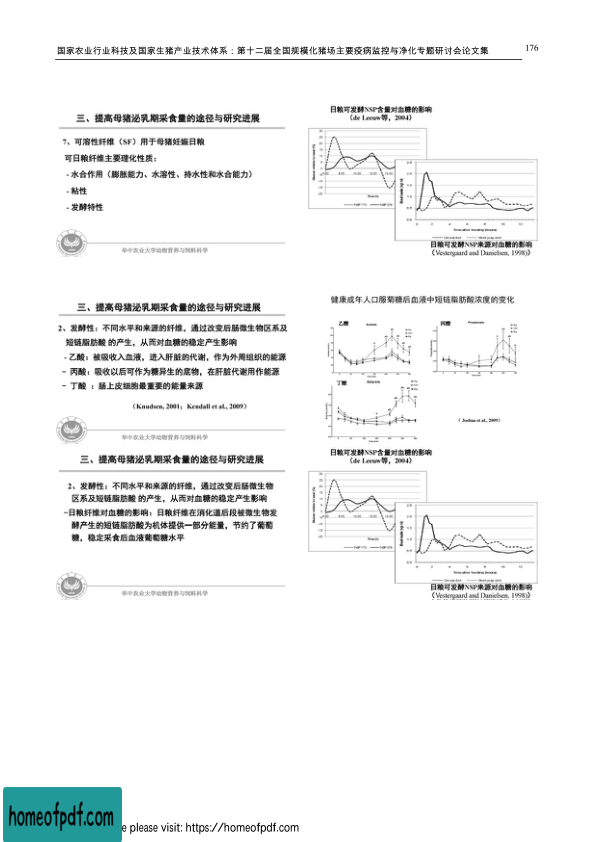 国家农业行业科技及国家生猪产业技术体系：第十二届全国规模化猪场主要疫病监控与净化专题研讨会论文集
176
三、提高母猪泌乳期采食量的途径与研究进展
7、可溶性纤维（SF）用于母猪妊娠日粮
可日粮纤维主要理化性质：
- 水合作用（膨胀能力、水溶性、持水性和水合能力）
- 粘性
- 发酵特性
华中农业大学动物营养与饲料科学
日粮可发酵NSP含量对血糖的影响
（de Leeuw等，2004）
日粮可发酵NSP来源对血糖的影响
（Vestergaard and Danielsen, 1998）
三、提高母猪泌乳期采食量的途径与研究进展
2、发酵性：不同水平和来源的纤维，通过改变后肠微生物区系及
短链脂肪酸 的产生，从而对血糖的稳定产生影响
- 乙酸：被吸收入血液，进入肝脏的代谢，作为外周组织的能源
- 丙酸：吸收以后可作为糖异生的底物，在肝脏代谢用作能源
- 丁酸 ：肠上皮细胞最重要的能量来源
（Knudsen, 2001; Kendall et al., 2009）
华中农业大学动物营养与饲料科学
健康成年人口服菊糖后血液中短链脂肪酸浓度的变化
乙酸
丙酸
丁酸
（ Joshua et al., 2009）
三、提高母猪泌乳期采食量的途径与研究进展
2、发酵性：不同水平和来源的纤维，通过改变后肠微生物
区系及短链脂肪酸 的产生，从而对血糖的稳定产生影响
-日粮纤维对血糖的影响：日粮纤维在消化道后段被微生物发
酵产生的短链脂肪酸为机体提供一部分能量，节约了葡萄
糖，稳定采食后血液葡萄糖水平
华中农业大学动物营养与饲料科学
日粮可发酵NSP含量对血糖的影响
（de Leeuw等，2004）
日粮可发酵NSP来源对血糖的影响
（Vestergaard and Danielsen, 1998）
homeofpdf.com
e please visit: https://homeofpdf.com